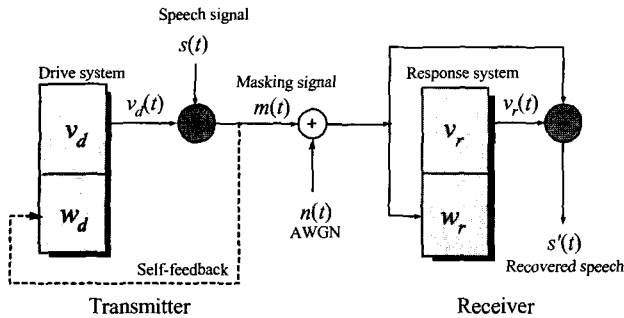 Speech signal
s(t)
Drive system
Masking signal
Response system
v_d(t)
m(t)
v_r(t)
v_d
+
v_r
w_d
n(t)
AWGN
w_r
s'(t)
Self-feedback
Recovered speech
Transmitter
Receiver